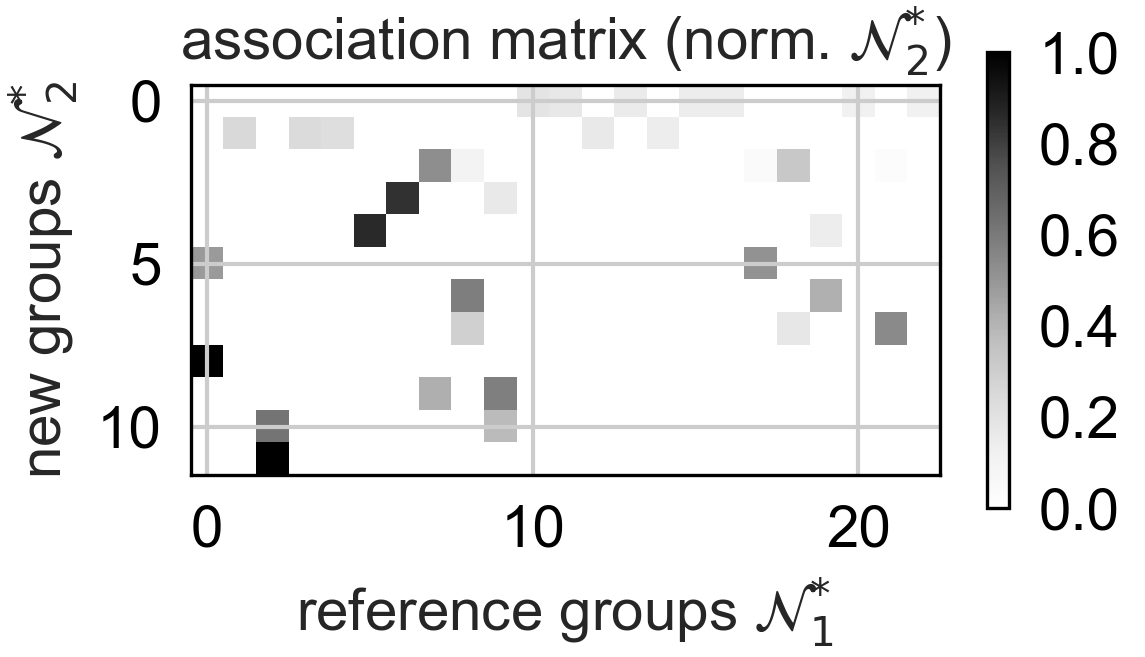 association matrix (norm. 𝒩₂*)
new groups 𝒩₂*
0
5
10
0 10 20
reference groups 𝒩₁*
1.0
0.8
0.6
0.4
0.2
0.0